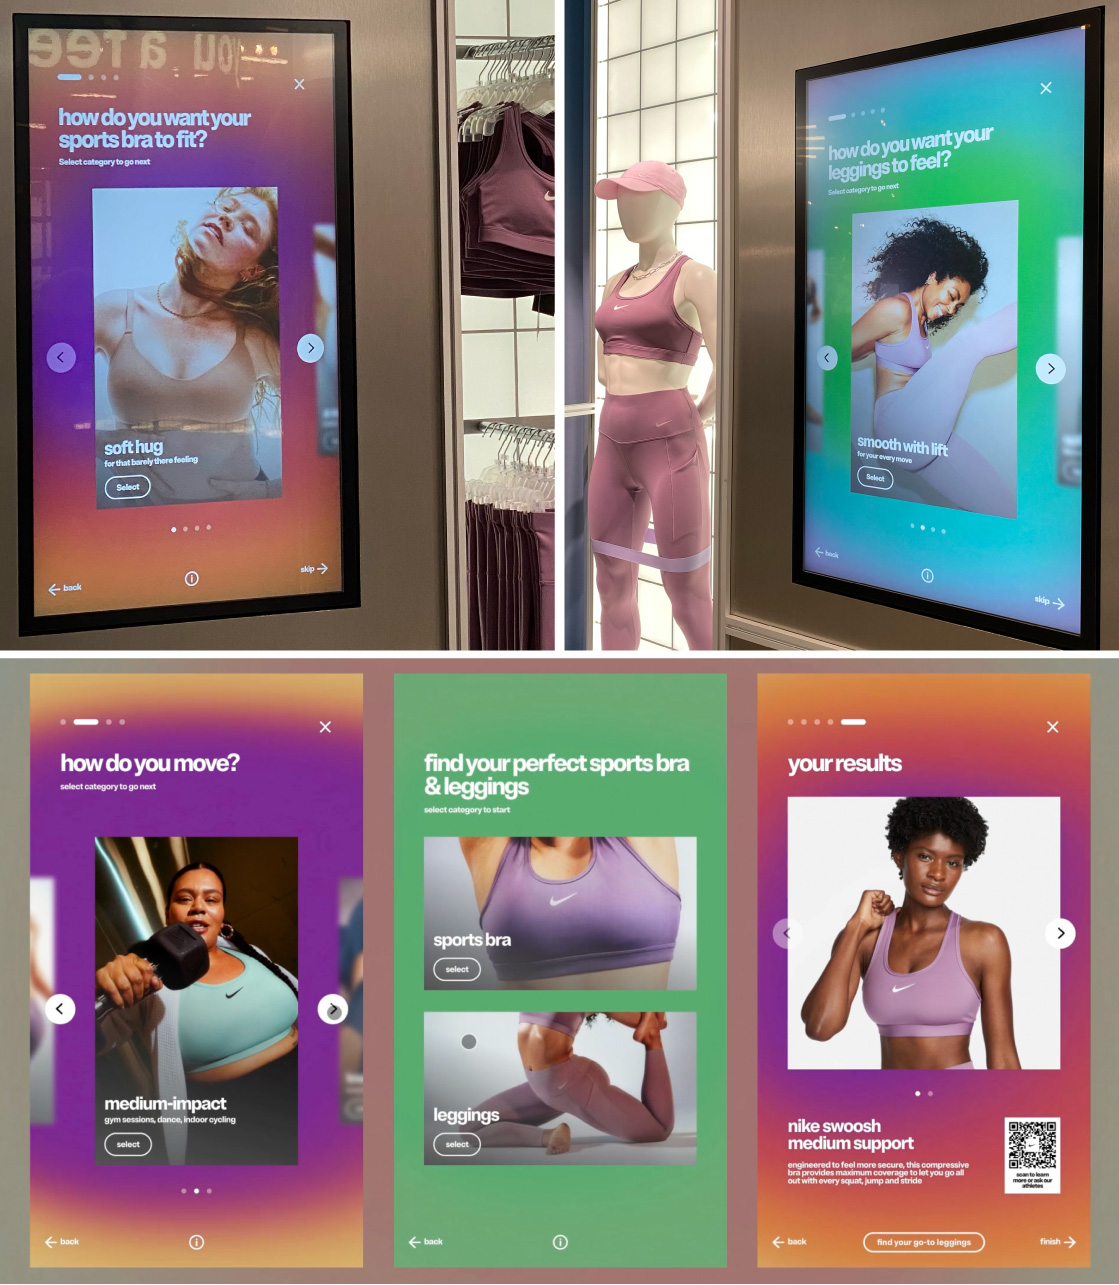 you a fee
how do you want your
sports bra to fit?
Select category to go next
soft hug
for that barely there feeling
Select
back
skip
how do you want your
leggings to feel?
Select category to go next
smooth with lift
for your every move
Select
back
skip
how do you move?
select category to go next
medium-impact
gym sessions, dance, indoor cycling
select
back
find your perfect sports bra
& leggings
select category to start
sports bra
select
leggings
select
back
your results
nike swoosh
medium support
engineered to feel more secure, this compressive
bra provides maximum coverage to let you go all
out with every squat, jump and stride
scan to learn
more or ask our
athletes
back
find your go-to leggings
finish